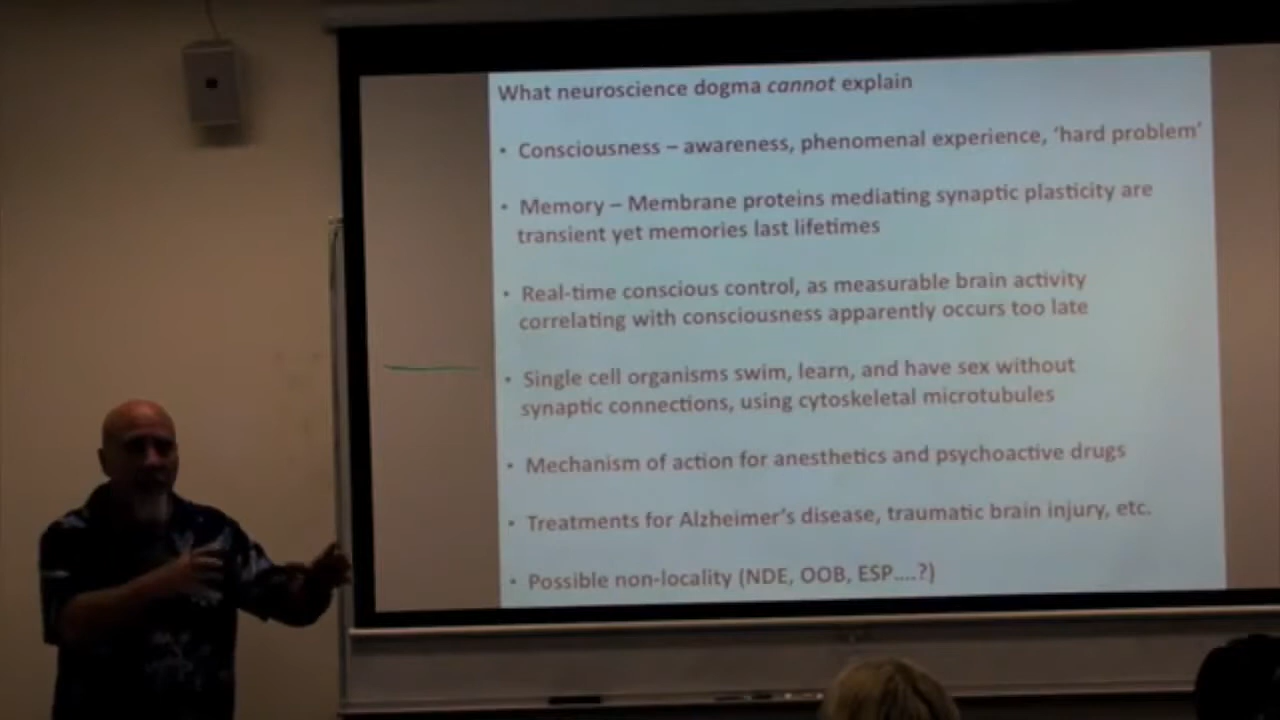 What neuroscience dogma cannot explain
• Consciousness – awareness, phenomenal experience, ‘hard problem’
• Memory – Membrane proteins mediating synaptic plasticity are
transient yet memories last lifetimes
• Real-time conscious control, as measurable brain activity
correlating with consciousness apparently occurs too late
• Single cell organisms swim, learn, and have sex without
synaptic connections, using cytoskeletal microtubules
• Mechanism of action for anesthetics and psychoactive drugs
• Treatments for Alzheimer’s disease, traumatic brain injury, etc.
• Possible non-locality (NDE, OOB, ESP....?)